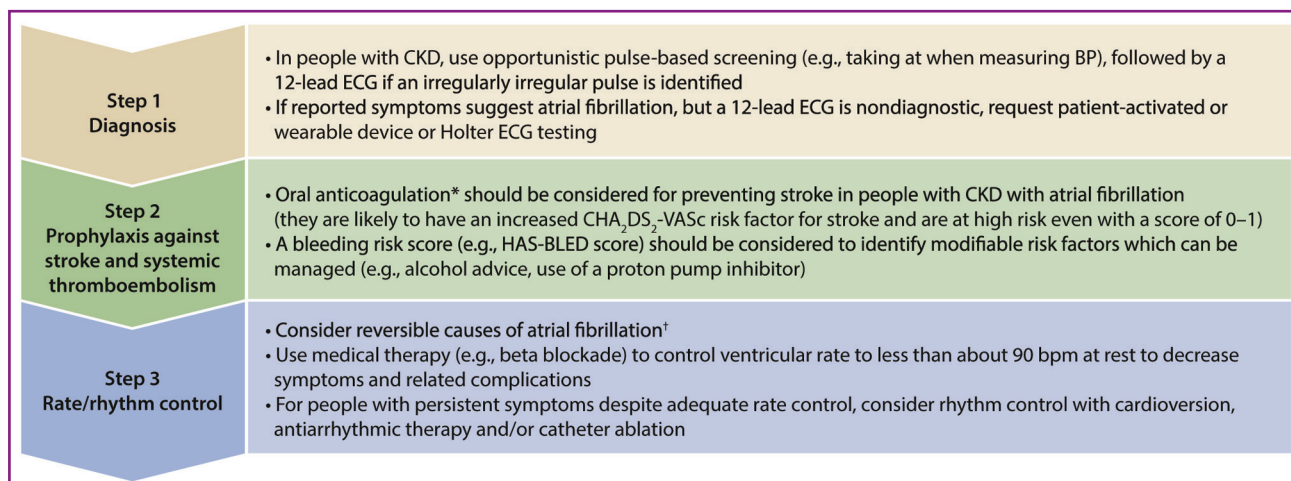 Step 1
Diagnosis
• In people with CKD, use opportunistic pulse-based screening (e.g., taking at when measuring BP), followed by a
12-lead ECG if an irregularly irregular pulse is identified
• If reported symptoms suggest atrial fibrillation, but a 12-lead ECG is nondiagnostic, request patient-activated or
wearable device or Holter ECG testing
Step 2
Prophylaxis against
stroke and systemic
thromboembolism
• Oral anticoagulation* should be considered for preventing stroke in people with CKD with atrial fibrillation
(they are likely to have an increased CHA₂DS₂-VASc risk factor for stroke and are at high risk even with a score of 0–1)
• A bleeding risk score (e.g., HAS-BLED score) should be considered to identify modifiable risk factors which can be
managed (e.g., alcohol advice, use of a proton pump inhibitor)
Step 3
Rate/rhythm control
• Consider reversible causes of atrial fibrillation†
• Use medical therapy (e.g., beta blockade) to control ventricular rate to less than about 90 bpm at rest to decrease
symptoms and related complications
• For people with persistent symptoms despite adequate rate control, consider rhythm control with cardioversion,
antiarrhythmic therapy and/or catheter ablation